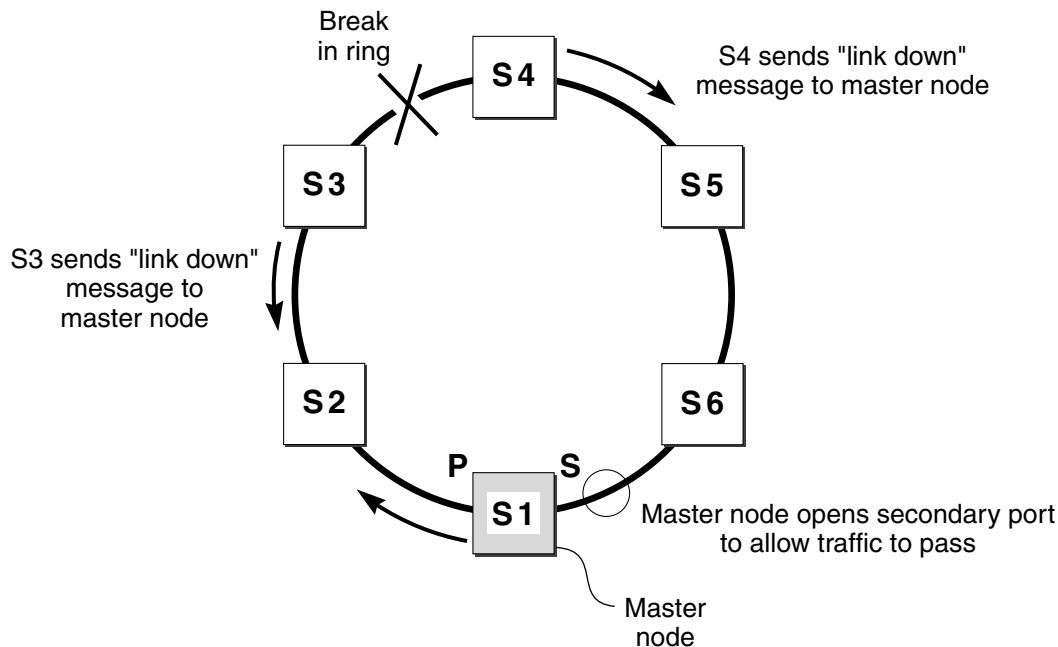 Break
in ring
S4
S4 sends "link down"
message to master node
S3
S5
S3 sends "link down"
message to
master node
S2
S6
P
S
S1
Master node opens secondary port
to allow traffic to pass
Master
node